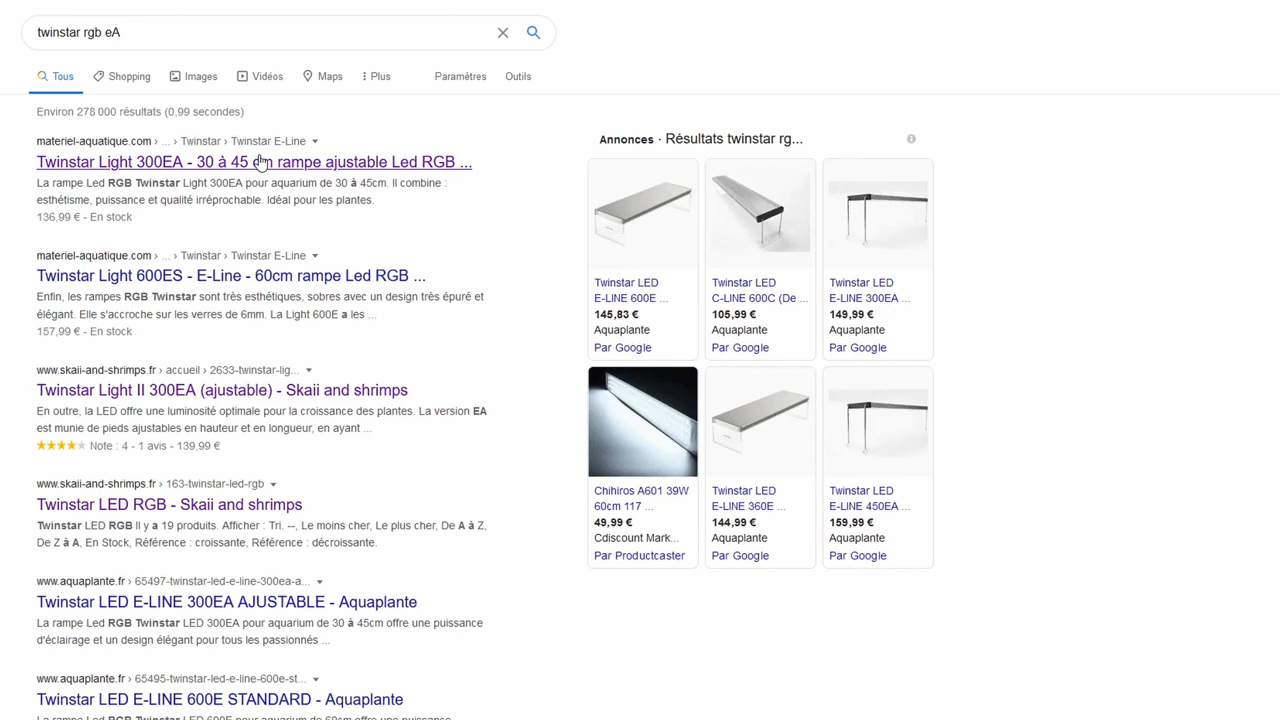 twinstar rgb eA
Tous Shopping Images Vidéos Maps Plus Paramètres Outils
Environ 278 000 résultats (0,99 secondes)
materiel-aquatique.com › ... › Twinstar › Twinstar E-Line
Twinstar Light 300EA - 30 à 45 cm rampe ajustable Led RGB ...
La rampe Led RGB Twinstar Light 300EA pour aquarium de 30 à 45cm. Il combine :
esthétisme, puissance et qualité irréprochable. Idéal pour les plantes.
136,99 € - En stock
materiel-aquatique.com › ... › Twinstar › Twinstar E-Line
Twinstar Light 600ES - E-Line - 60cm rampe Led RGB ...
Enfin, les rampes RGB Twinstar sont très esthétiques, sobres avec un design très épuré et
élégant. Elle s'accroche sur les verres de 6mm. La Light 600E a les ...
157,99 € - En stock
www.skaii-and-shrimps.fr › accueil › 2633-twinstar-lig...
Twinstar Light II 300EA (ajustable) - Skaii and shrimps
En outre, la LED offre une luminosité optimale pour la croissance des plantes. La version EA
est munie de pieds ajustables en hauteur et en longueur, en ayant ...
Note : 4 - 1 avis - 139,99 €
www.skaii-and-shrimps.fr › 163-twinstar-led-rgb
Twinstar LED RGB - Skaii and shrimps
Twinstar LED RGB Il y a 19 produits. Afficher : Tri. --, Le moins cher, Le plus cher, De A à Z,
De Z à A, En Stock, Référence : croissante, Référence : décroissante.
www.aquaplante.fr › 65497-twinstar-led-e-line-300ea-a...
Twinstar LED E-LINE 300EA AJUSTABLE - Aquaplante
La rampe Led RGB Twinstar LED 300EA pour aquarium de 30 à 45cm offre une puissance
d'éclairage et un design élégant pour tous les passionnés ...
www.aquaplante.fr › 65495-twinstar-led-e-line-600e-st...
Twinstar LED E-LINE 600E STANDARD - Aquaplante
La rampe Led RGB Twinstar LED 600E pour aquarium de 60cm offre une puissance
Annonces · Résultats twinstar rg...
Twinstar LED
E-LINE 600E ...
145,83 €
Aquaplante
Par Google
Twinstar LED
C-LINE 600C (De ...
105,99 €
Aquaplante
Par Google
Twinstar LED
E-LINE 300EA ...
149,99 €
Aquaplante
Par Google
Chihiros A601 39W
60cm 117 ...
49,99 €
Cdiscount Mark...
Par Productcaster
Twinstar LED
E-LINE 360E ...
144,99 €
Aquaplante
Par Google
Twinstar LED
E-LINE 450EA ...
159,99 €
Aquaplante
Par Google